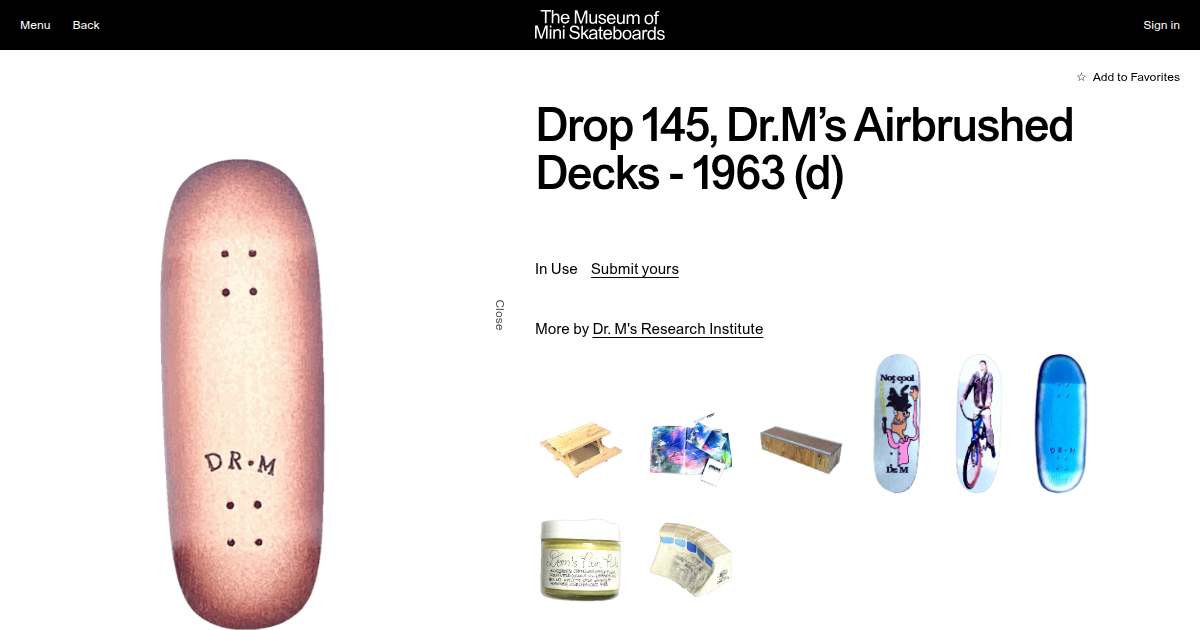 Menu
Back
The Museum of
Mini Skateboards
Sign in
☆ Add to Favorites
Drop 145, Dr.M’s Airbrushed
Decks - 1963 (d)
In Use Submit yours
Close
More by Dr. M's Research Institute
DR•M
Not cool
Dr. M
DR•M